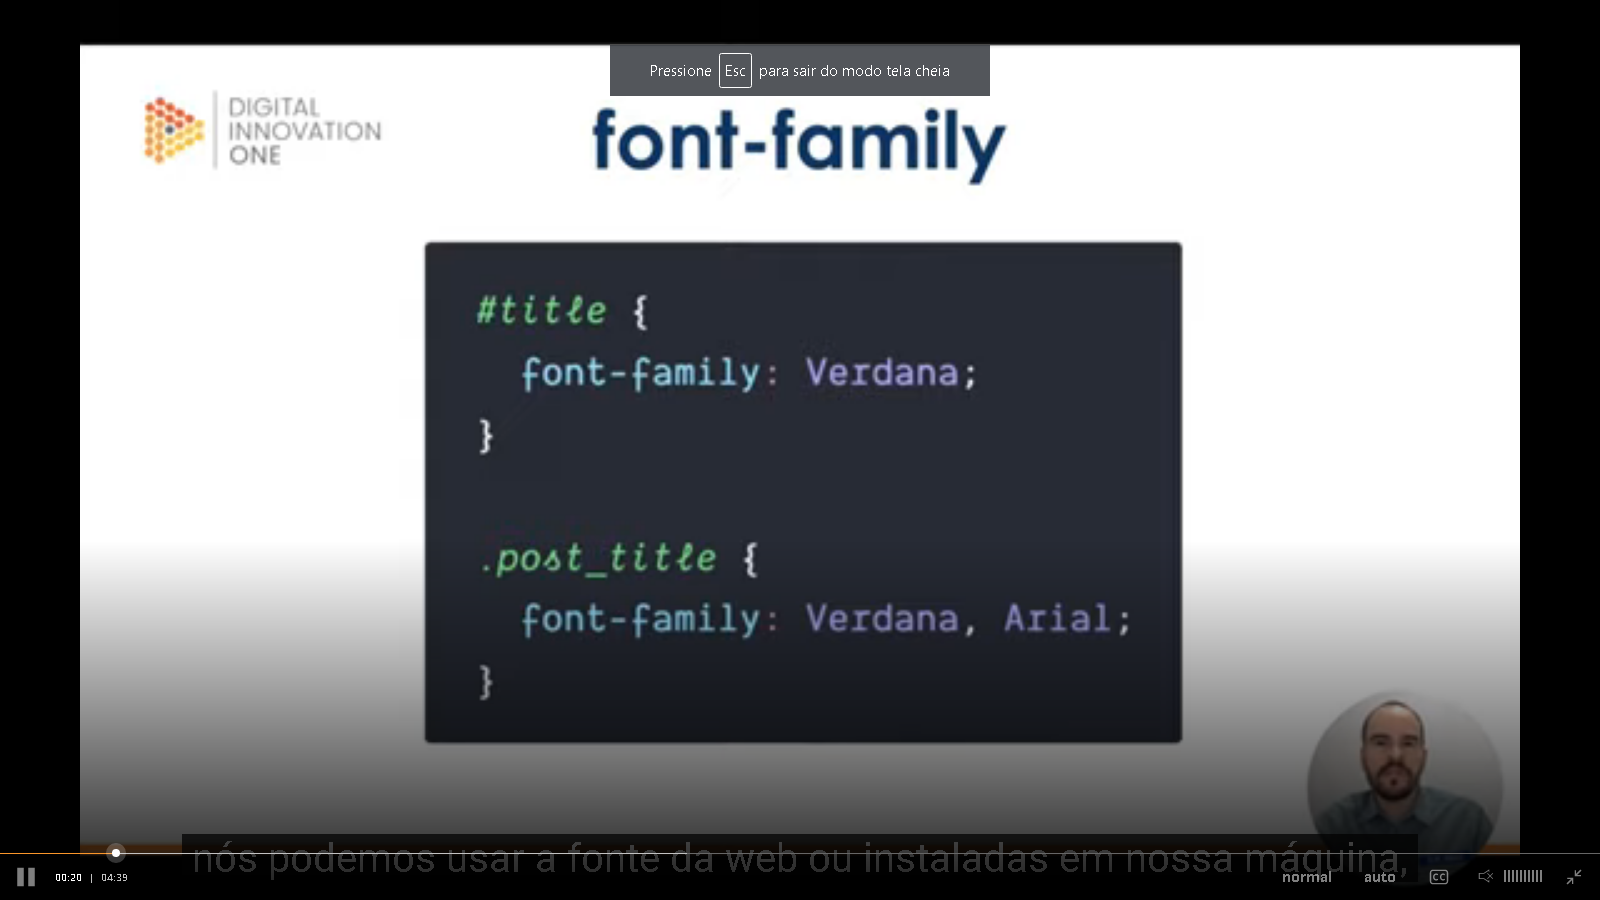 Pressione Esc para sair do modo tela cheia
DIGITAL
INNOVATION
ONE
font-family
#title {
font-family: Verdana;
}
.post_title {
font-family: Verdana, Arial;
}
nós podemos usar a fonte da web ou instaladas em nossa máquina,
00:20 | 04:39
normal auto CC